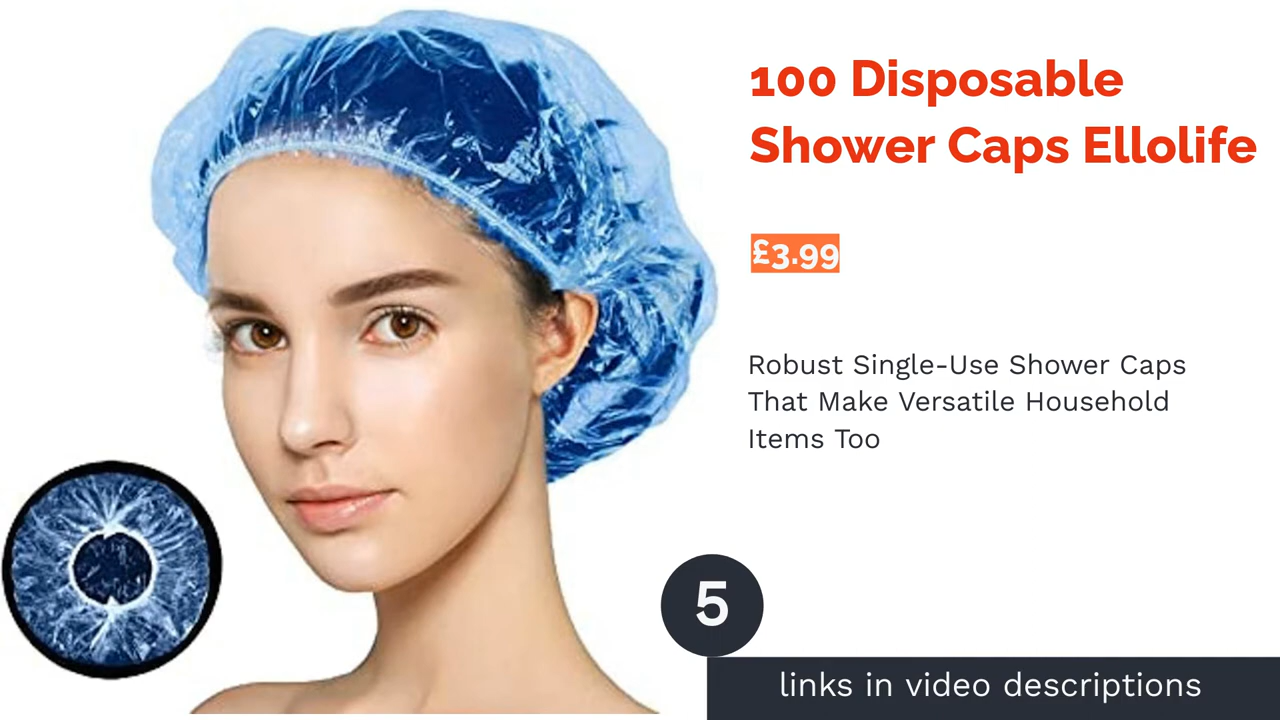 100 Disposable
Shower Caps Ellolife
£3.99
Robust Single-Use Shower Caps
That Make Versatile Household
Items Too
5
links in video descriptions